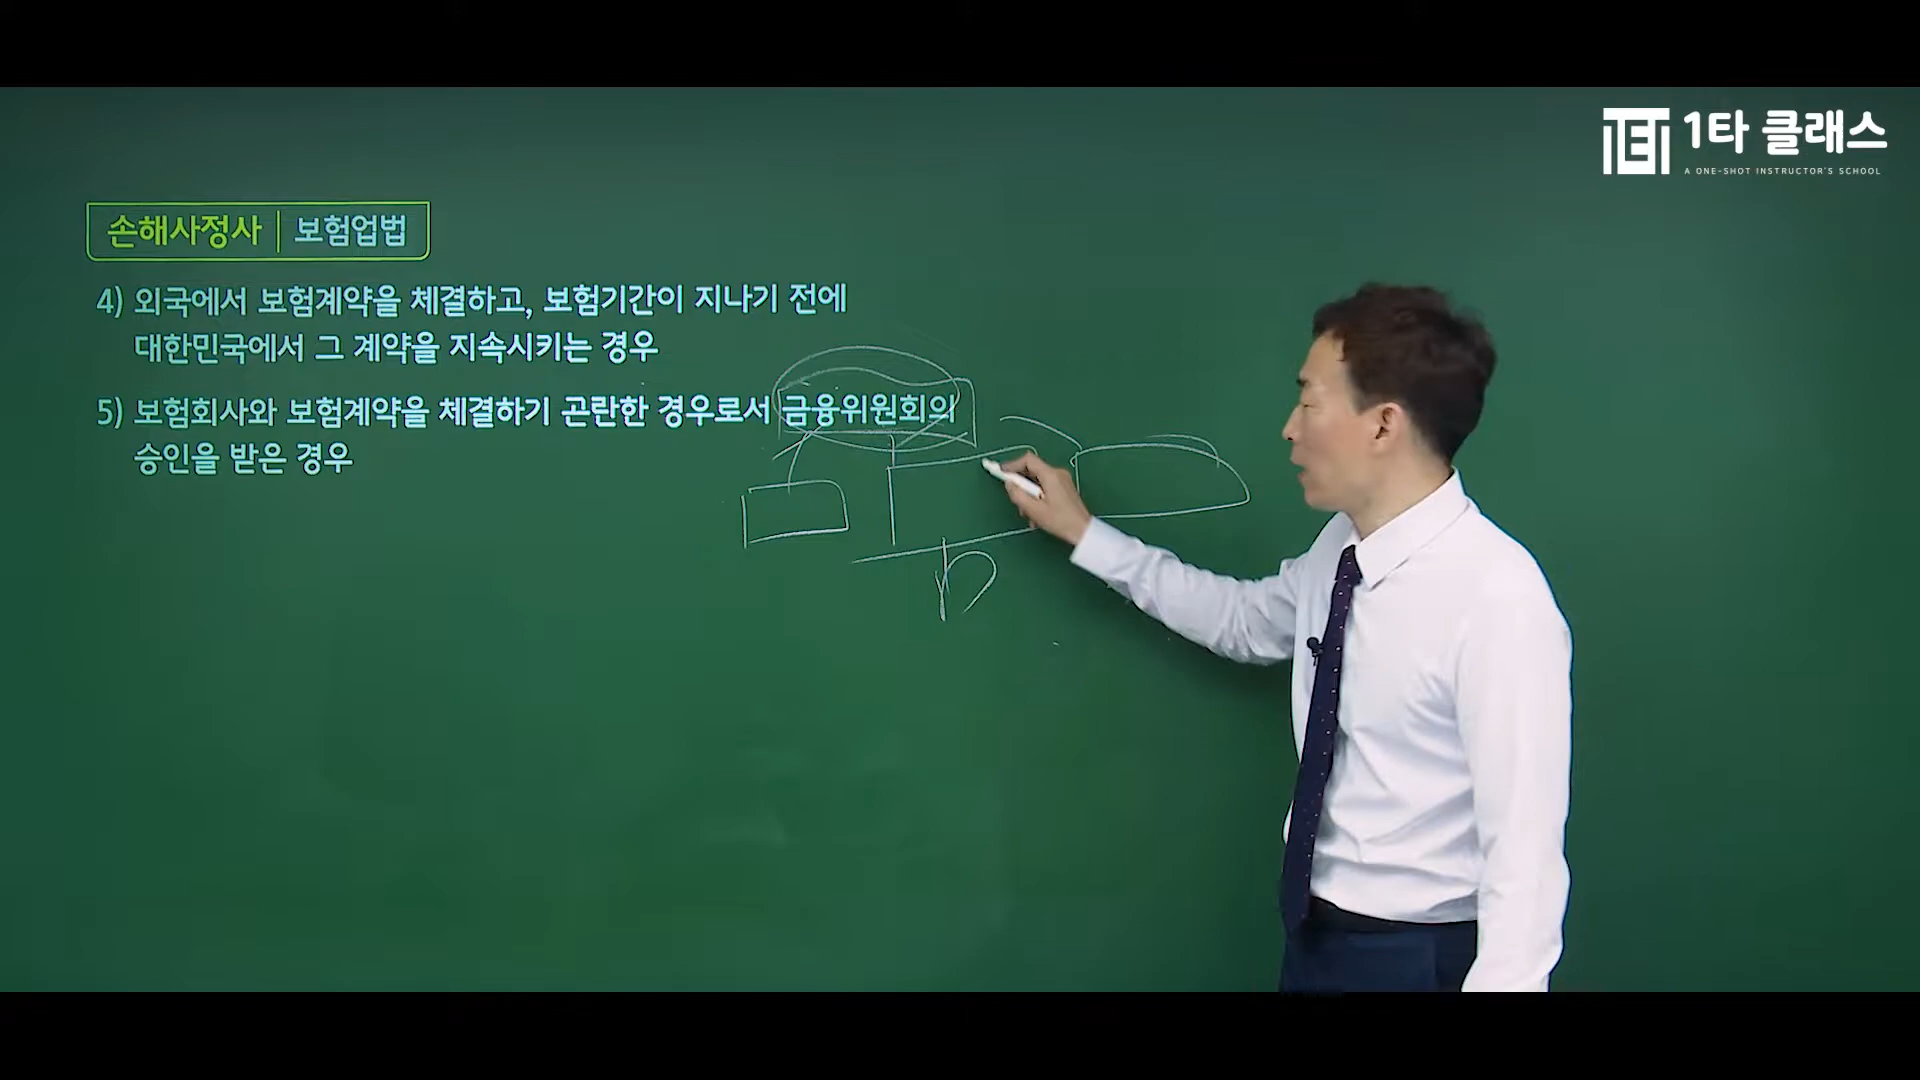 1타 클래스
A ONE-SHOT INSTRUCTOR'S SCHOOL
손해사정사 | 보험업법
4) 외국에서 보험계약을 체결하고, 보험기간이 지나기 전에
대한민국에서 그 계약을 지속시키는 경우
5) 보험회사와 보험계약을 체결하기 곤란한 경우로서 금융위원회의
승인을 받은 경우